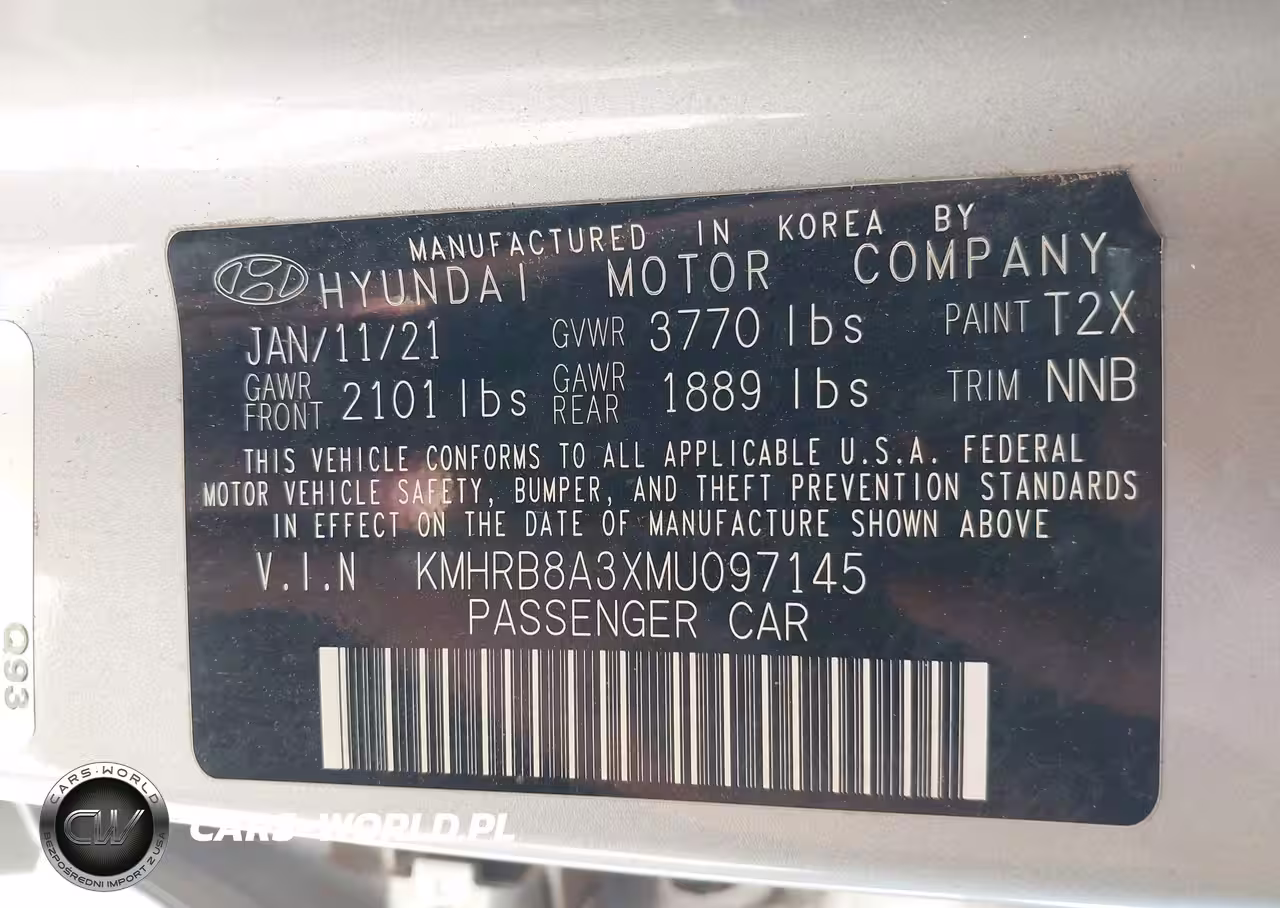 MANUFACTURED IN KOREA BY
HYUNDAI MOTOR COMPANY
JAN/11/21 GVWR 3770 lbs PAINT T2X
GAWR FRONT 2101 lbs GAWR REAR 1889 lbs TRIM NNB
THIS VEHICLE CONFORMS TO ALL APPLICABLE U.S.A. FEDERAL
MOTOR VEHICLE SAFETY, BUMPER, AND THEFT PREVENTION STANDARDS
IN EFFECT ON THE DATE OF MANUFACTURE SHOWN ABOVE
V.I.N KMHRB8A3XMU097145
PASSENGER CAR
Q93
CARS-WORLD
CW
BEZPOŚREDNI IMPORT Z USA
CARS-WORLD.PL